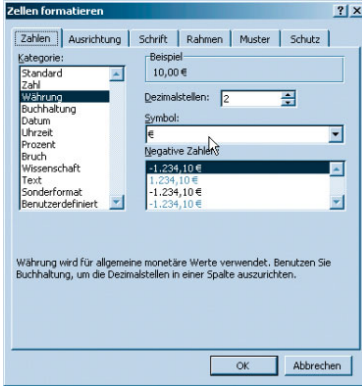 Zellen formatieren
Zahlen Ausrichtung Schrift Rahmen Muster Schutz
Kategorie:
Standard
Zahl
Währung
Buchhaltung
Datum
Uhrzeit
Prozent
Bruch
Wissenschaft
Text
Sonderformat
Benutzerdefiniert
Beispiel
10,00 €
Dezimalstellen: 2
Symbol:
€
Negative Zahlen:
-1.234,10 €
1.234,10 €
-1.234,10 €
-1.234,10 €
Währung wird für allgemeine monetäre Werte verwendet. Benutzen Sie
Buchhaltung, um die Dezimalstellen in einer Spalte auszurichten.
OK Abbrechen